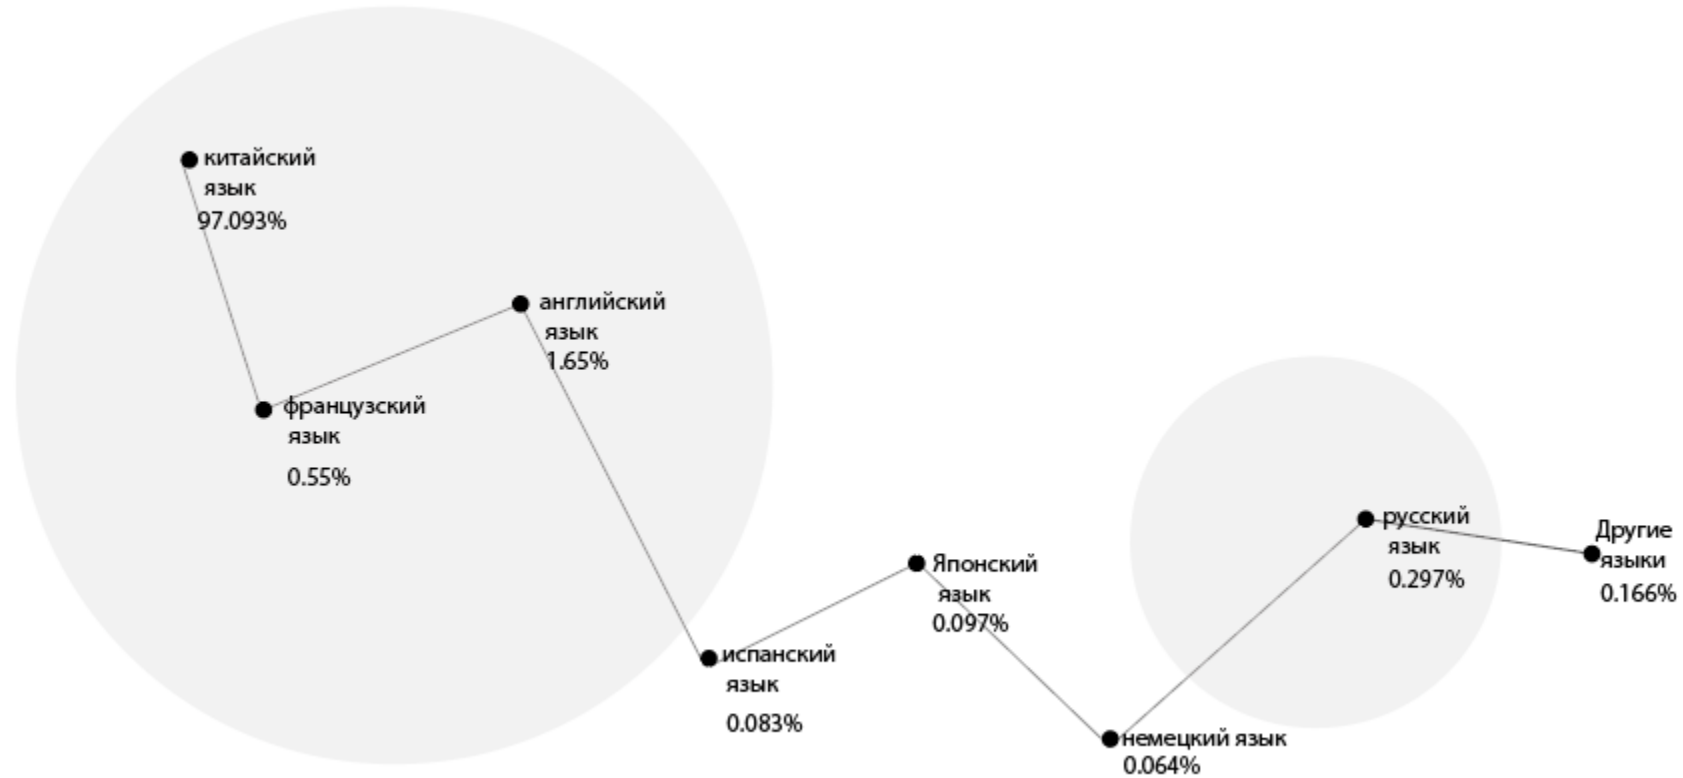 китайский
язык
97.093%
английский
язык
1.65%
французский
язык
0.55%
испанский
язык
0.083%
Японский
язык
0.097%
немецкий язык
0.064%
русский
язык
0.297%
Другие
языки
0.166%